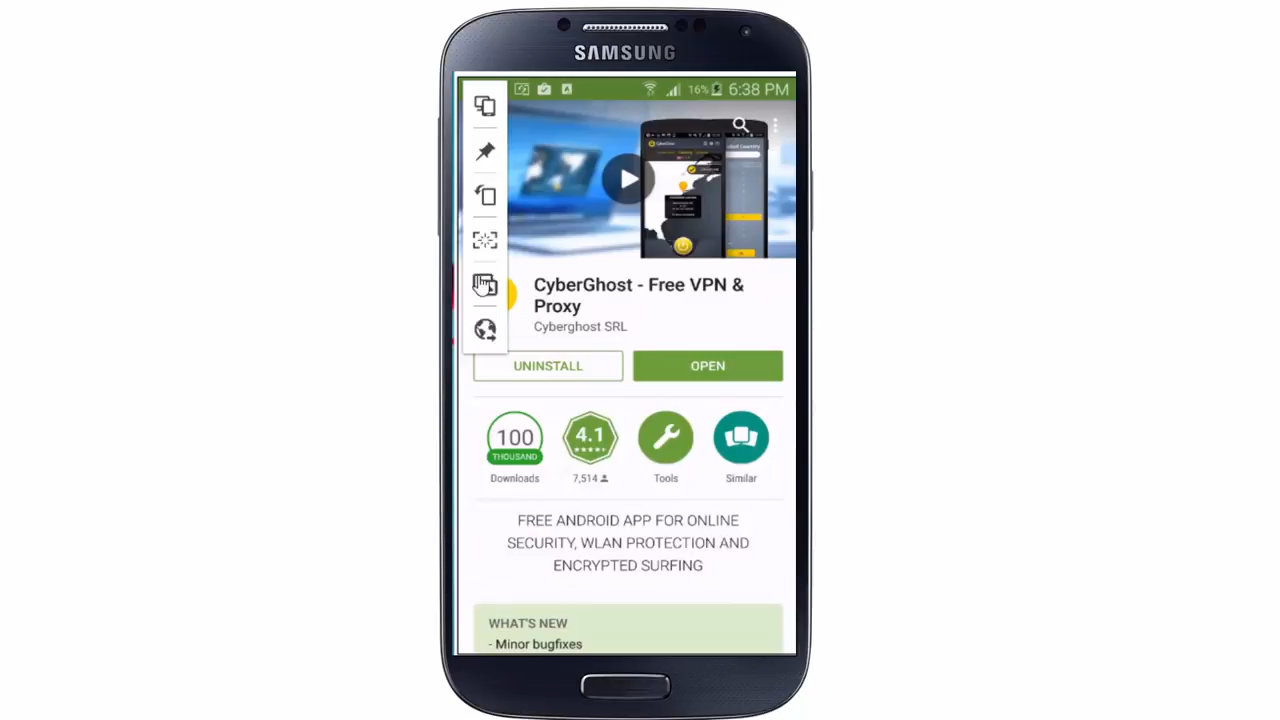 SAMSUNG
16% 6:38 PM
CyberGhost - Free VPN &
Proxy
Cyberghost SRL
UNINSTALL
OPEN
100
THOUSAND
Downloads
4.1
7,514
Tools
Similar
FREE ANDROID APP FOR ONLINE
SECURITY, WLAN PROTECTION AND
ENCRYPTED SURFING
WHAT'S NEW
- Minor bugfixes